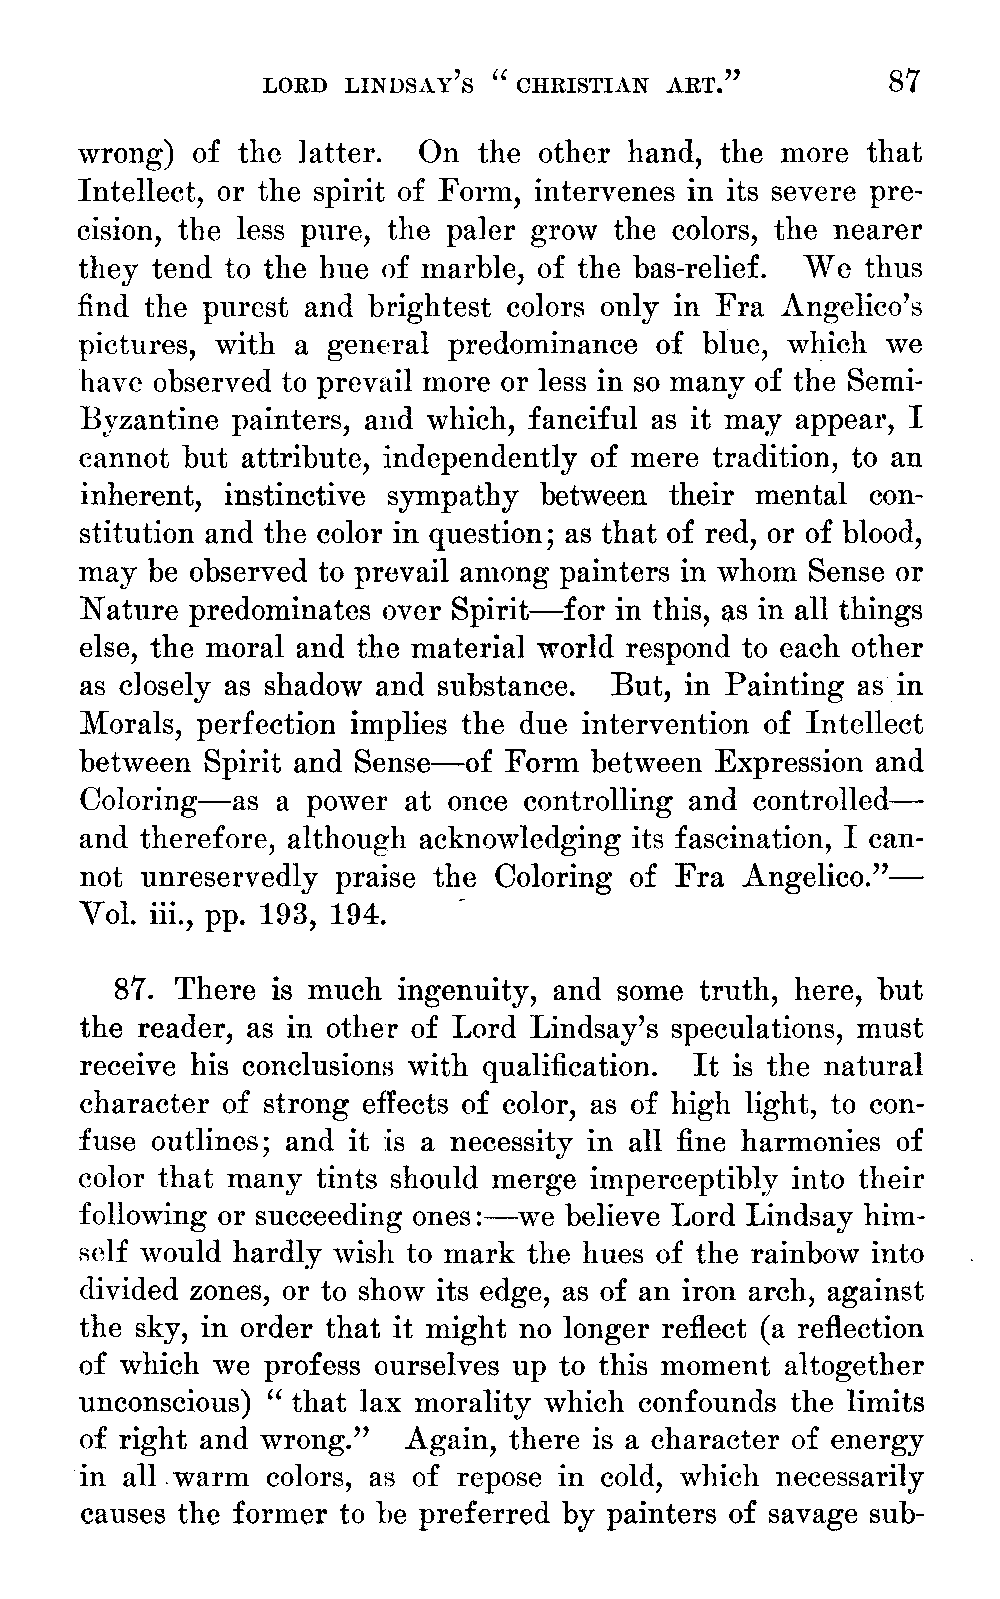 LORD LINDSAY'S " CHRISTIAN ART." 87
wrong) of the latter. On the other hand, the more that
Intellect, or the spirit of Form, intervenes in its severe pre-
cision, the less pure, the paler grow the colors, the nearer
they tend to the hue of marble, of the bas-relief. We thus
find the purest and brightest colors only in Fra Angelico's
pictures, with a general predominance of blue, which we
have observed to prevail more or less in so many of the Semi-
Byzantine painters, and which, fanciful as it may appear, I
cannot but attribute, independently of mere tradition, to an
inherent, instinctive sympathy between their mental con-
stitution and the color in question; as that of red, or of blood,
may be observed to prevail among painters in whom Sense or
Nature predominates over Spirit—for in this, as in all things
else, the moral and the material world respond to each other
as closely as shadow and substance. But, in Painting as in
Morals, perfection implies the due intervention of Intellect
between Spirit and Sense—of Form between Expression and
Coloring—as a power at once controlling and controlled—
and therefore, although acknowledging its fascination, I can-
not unreservedly praise the Coloring of Fra Angelico."—
Vol. iii., pp. 193, 194.
87. There is much ingenuity, and some truth, here, but
the reader, as in other of Lord Lindsay's speculations, must
receive his conclusions with qualification. It is the natural
character of strong effects of color, as of high light, to con-
fuse outlines; and it is a necessity in all fine harmonies of
color that many tints should merge imperceptibly into their
following or succeeding ones:—we believe Lord Lindsay him-
self would hardly wish to mark the hues of the rainbow into
divided zones, or to show its edge, as of an iron arch, against
the sky, in order that it might no longer reflect (a reflection
of which we profess ourselves up to this moment altogether
unconscious) " that lax morality which confounds the limits
of right and wrong." Again, there is a character of energy
in all warm colors, as of repose in cold, which necessarily
causes the former to be preferred by painters of savage sub-